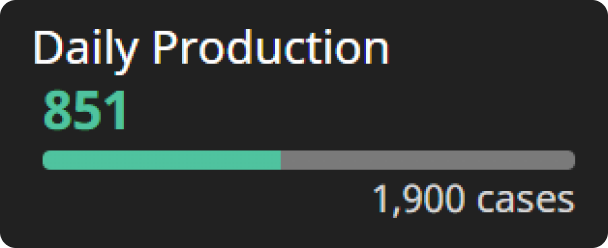 Daily Production
851
1,900 cases